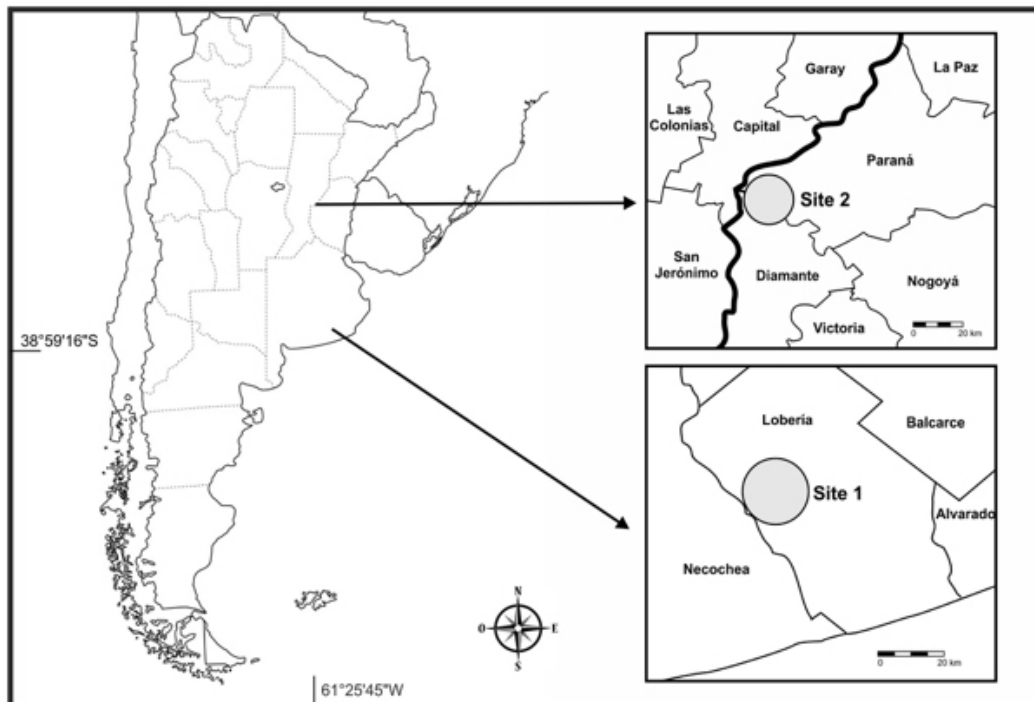 38°59'16"S
61°25'45"W
N
O
E
S
Garay
La Paz
Las
Colonias
Capital
Paraná
Site 2
San
Jerónimo
Diamante
Nogoyá
Victoria
0 20 km
Lobería
Balcarce
Site 1
Alvarado
Necochea
0 20 km